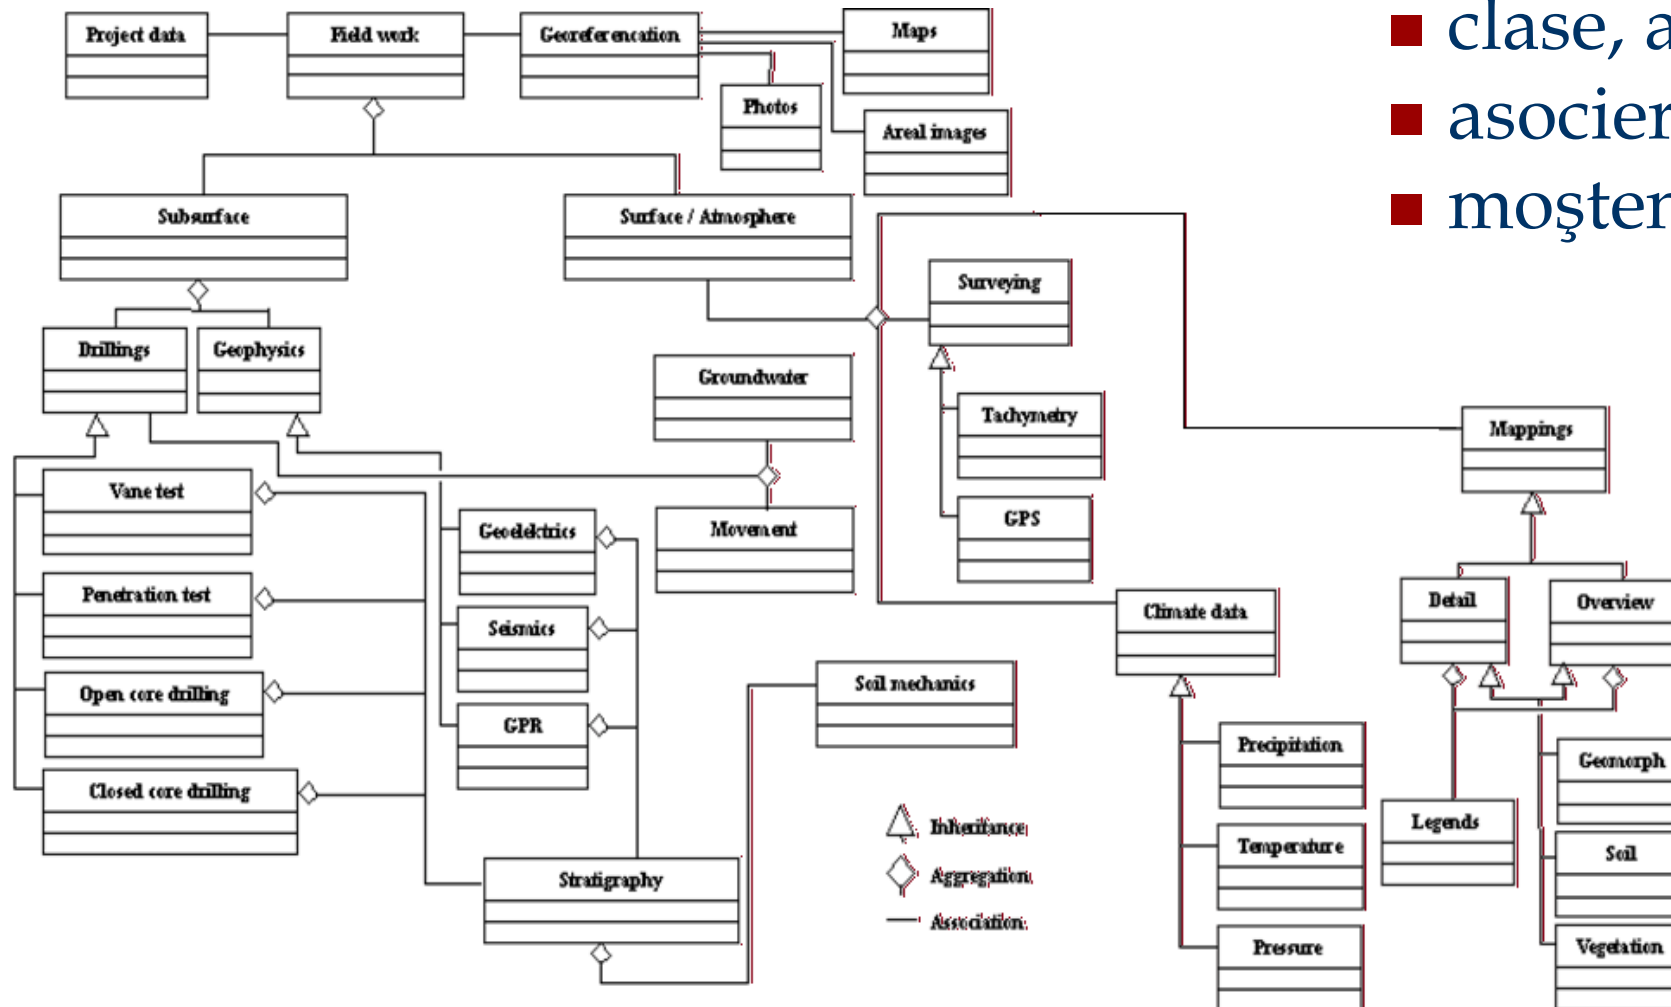 Project data
Field work
Georeferencation
Maps
Photos
Areal images
clase, a
asocier
moşter
Subsurface
Surface / Atmosphere
Surveying
Drillings
Geophysics
Groundwater
Tachymetry
Mappings
Vane test
Geoelektrics
Movement
GPS
Penetration test
Seismics
Climate data
Detail
Overview
Open core drilling
GPR
Soil mechanics
Closed core drilling
Precipitation
Geomorph
Inheritance
Legends
Temperature
Soil
Stratigraphy
Aggregation
Association
Pressure
Vegetation